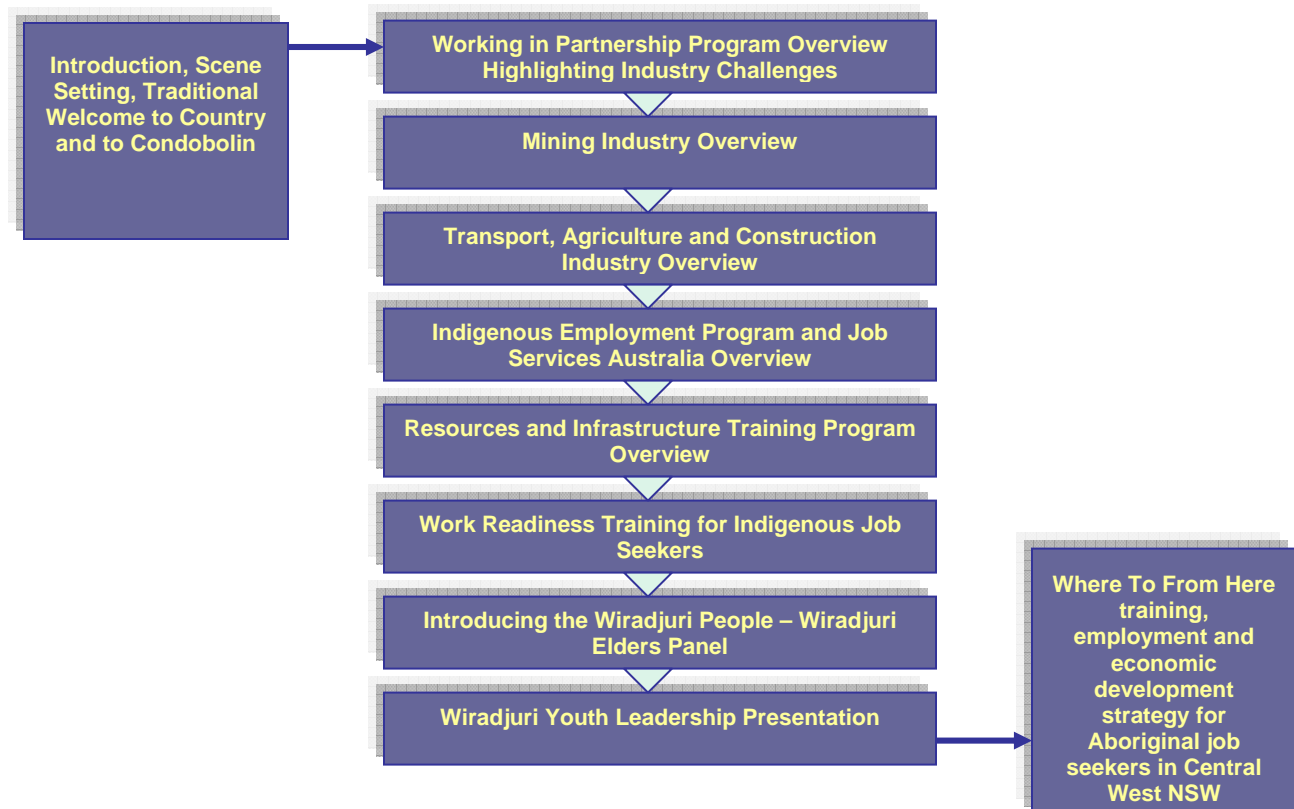 Introduction, Scene
Setting, Traditional
Welcome to Country
and to Condobolin
Working in Partnership Program Overview
Highlighting Industry Challenges
Mining Industry Overview
Transport, Agriculture and Construction
Industry Overview
Indigenous Employment Program and Job
Services Australia Overview
Resources and Infrastructure Training Program
Overview
Work Readiness Training for Indigenous Job
Seekers
Introducing the Wiradjuri People – Wiradjuri
Elders Panel
Wiradjuri Youth Leadership Presentation
Where To From Here
training,
employment and
economic
development
strategy for
Aboriginal job
seekers in Central
West NSW